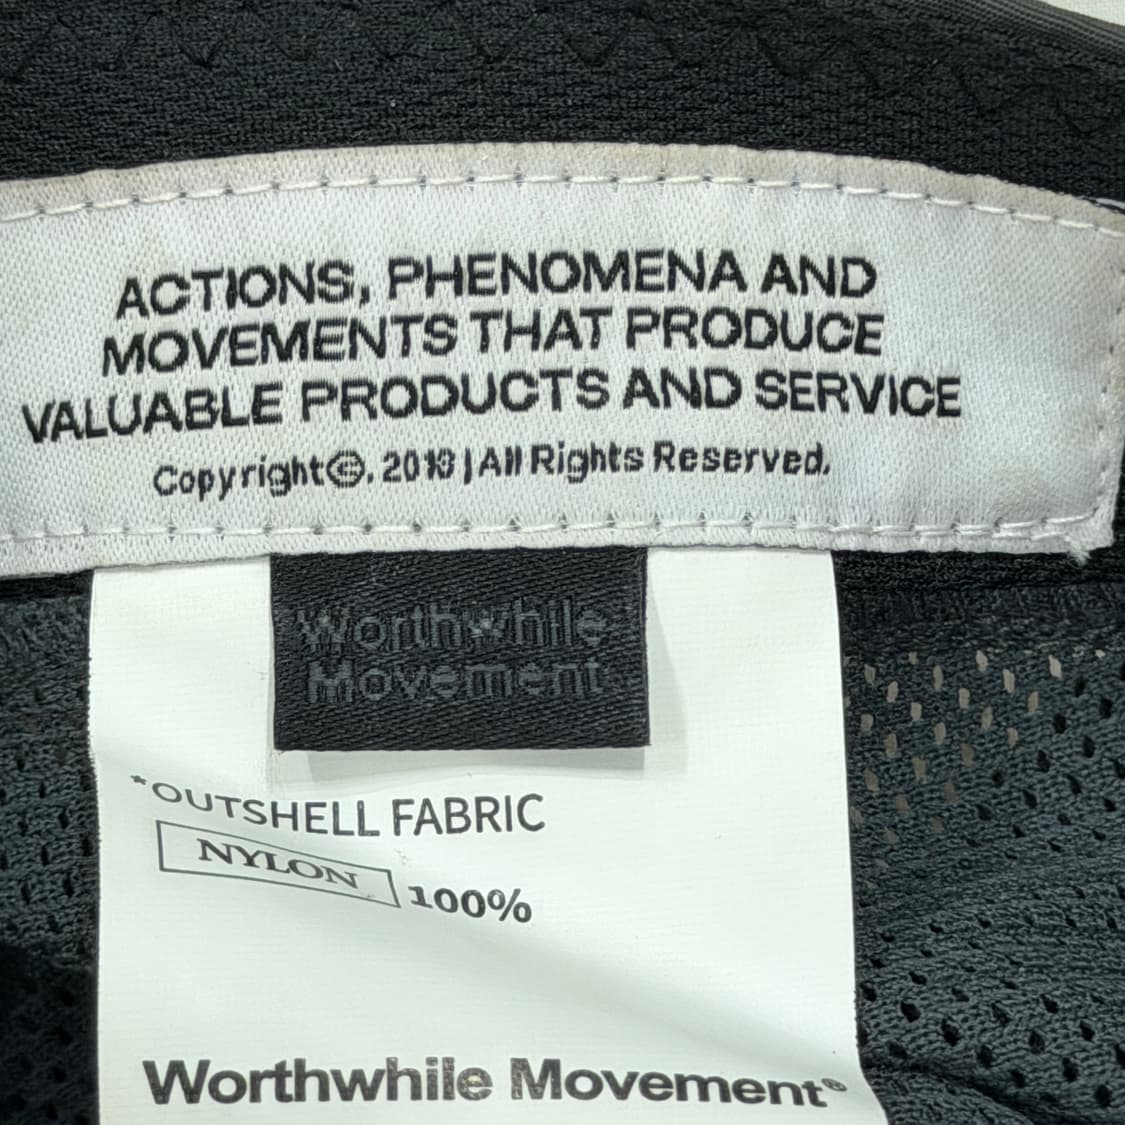 ACTIONS, PHENOMENA AND
MOVEMENTS THAT PRODUCE
VALUABLE PRODUCTS AND SERVICE
Copyright©. 2018 | All Rights Reserved.
Worthwhile
Movement
*OUTSHELL FABRIC
NYLON 100%
Worthwhile Movement®